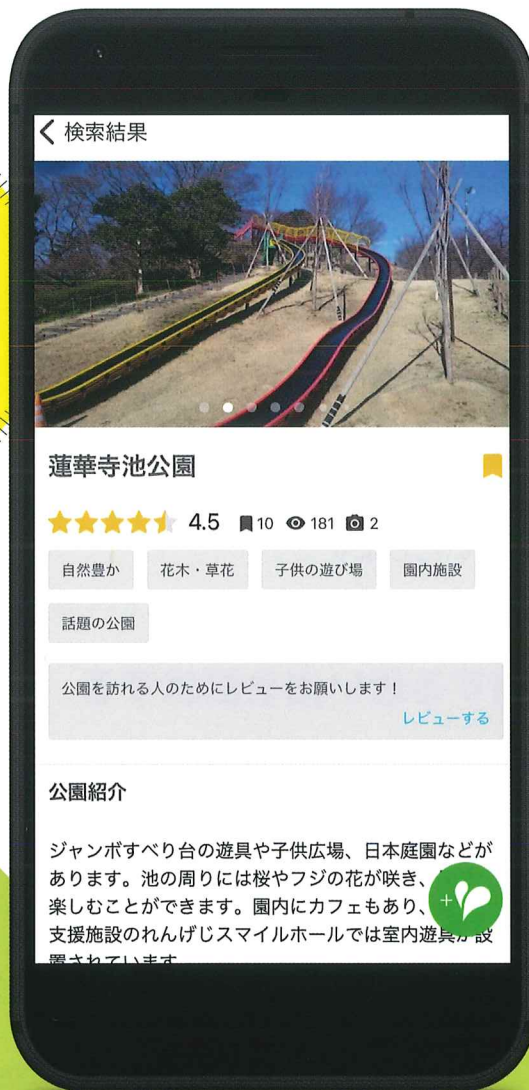 検索結果
蓮華寺池公園
4.5 10 181 2
自然豊か 花木・草花 子供の遊び場 園内施設
話題の公園
公園を訪れる人のためにレビューをお願いします！
レビューする
公園紹介
ジャンボすべり台の遊具や子供広場、日本庭園などが
あります。池の周りには桜やフジの花が咲き、
楽しむことができます。園内にカフェもあり、
支援施設のれんげじスマイルホールでは室内遊具が設
置されています